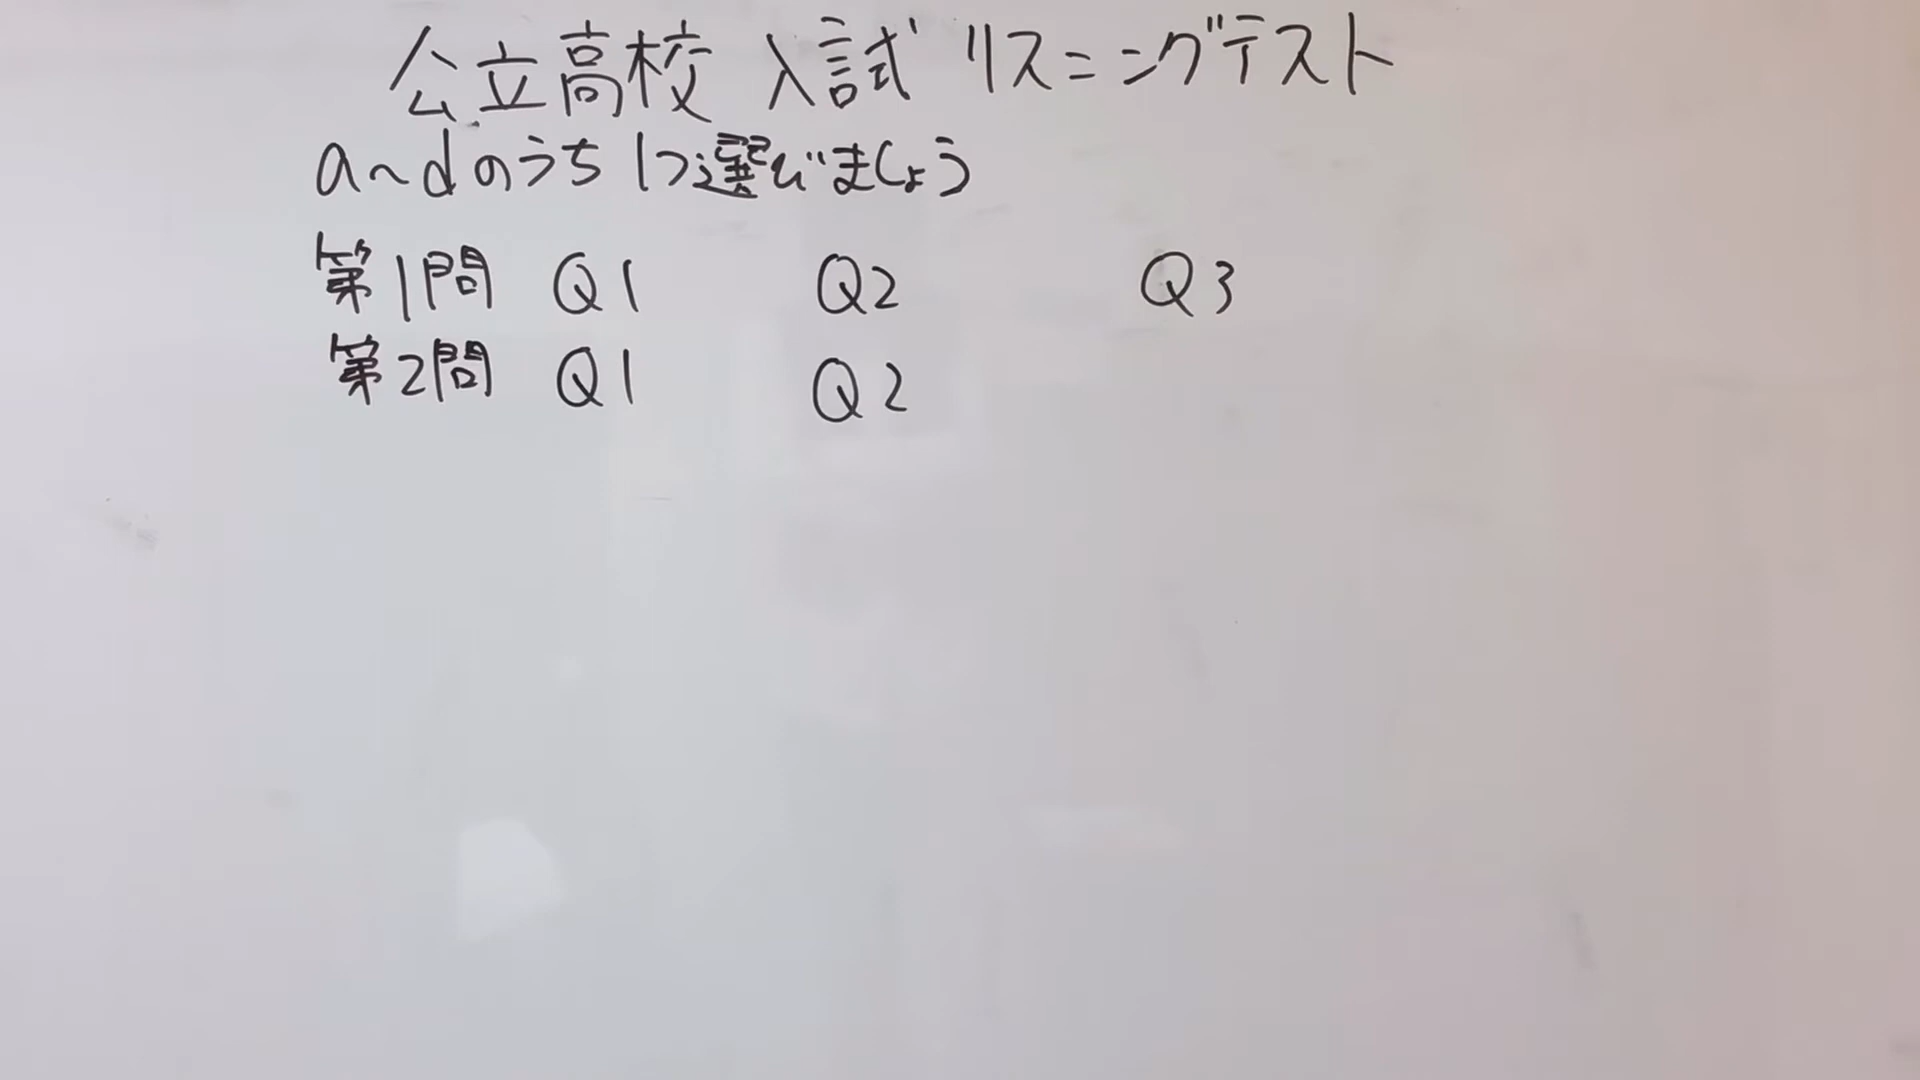 公立高校 入試 リスニングテスト
a~dのうち1つ選びましょう
第1問 Q1 Q2 Q3
第2問 Q1 Q2